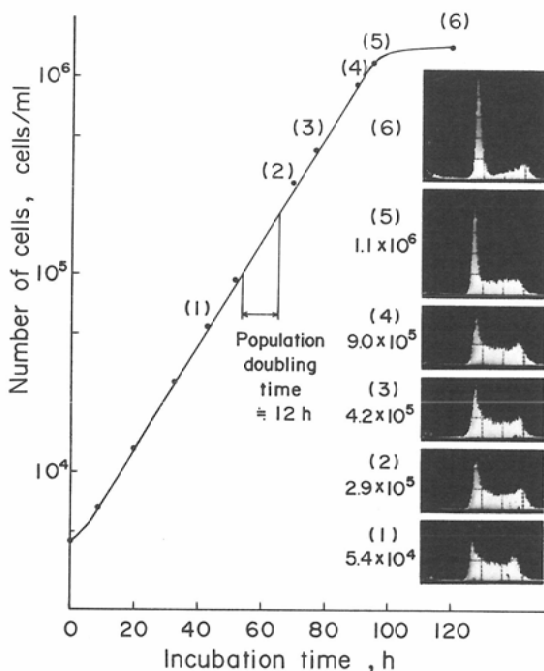 Number of cells, cells/ml
10⁶
10⁵
10⁴
(1)
(2)
(3)
(4)
(5)
(6)
Population
doubling
time
≒ 12 h
(6)
(5)
1.1 x 10⁶
(4)
9.0 x 10⁵
(3)
4.2 x 10⁵
(2)
2.9 x 10⁵
(1)
5.4 x 10⁴
0 20 40 60 80 100 120
Incubation time , h